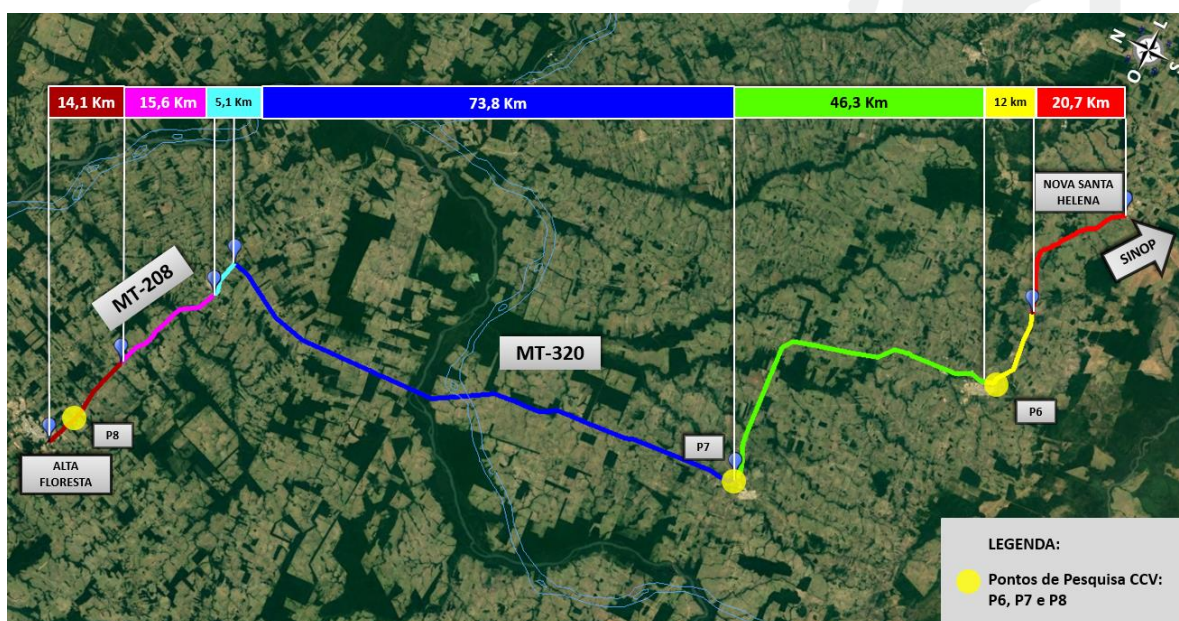 14,1 Km
15,6 Km
5,1 Km
73,8 Km
46,3 Km
12 km
20,7 Km
N
L
O
S
NOVA SANTA
HELENA
SINOP
MT-208
MT-320
P6
P7
P8
ALTA
FLORESTA
LEGENDA:
Pontos de Pesquisa CCV:
P6, P7 e P8